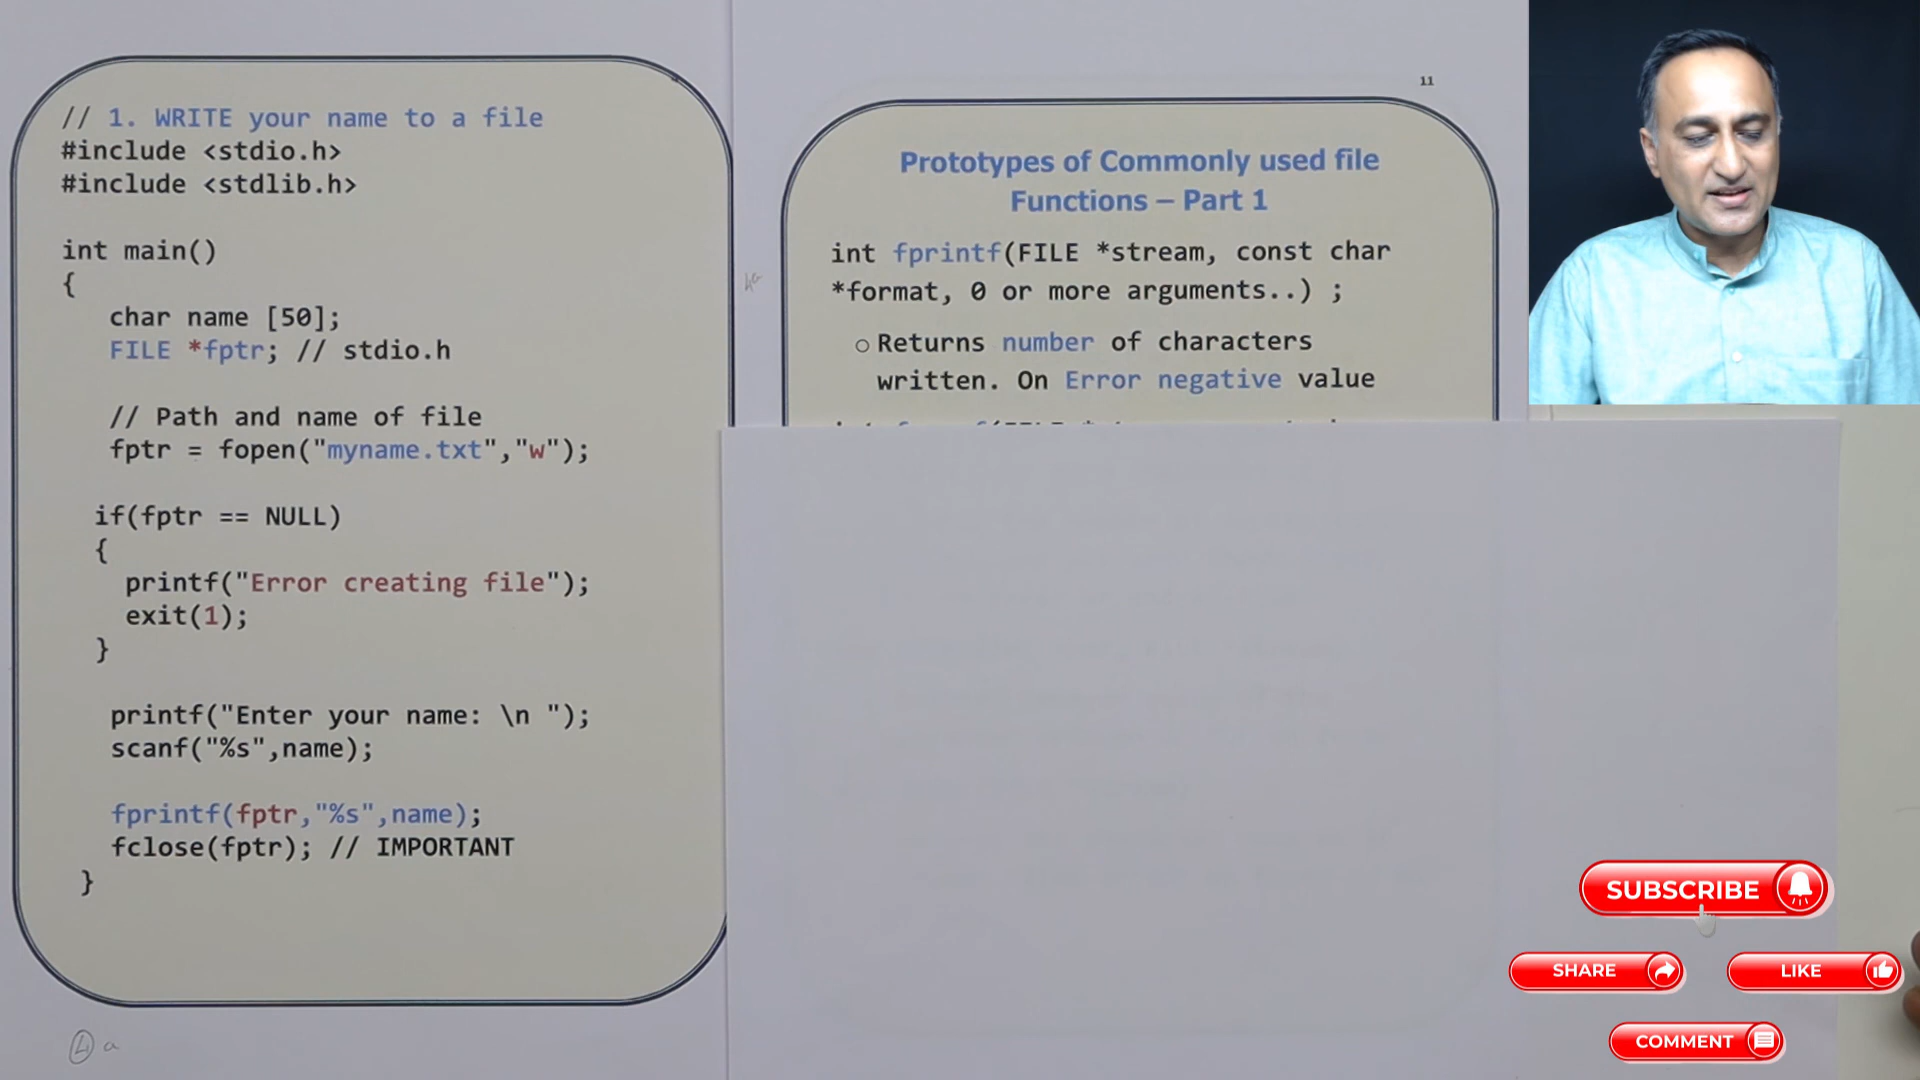 // 1. WRITE your name to a file
#include <stdio.h>
#include <stdlib.h>
int main()
{
char name [50];
FILE *fptr; // stdio.h
// Path and name of file
fptr = fopen("myname.txt","w");
if(fptr == NULL)
{
printf("Error creating file");
exit(1);
}
printf("Enter your name: \n ");
scanf("%s",name);
fprintf(fptr,"%s",name);
fclose(fptr); // IMPORTANT
}
4 a
11
Prototypes of Commonly used file
Functions – Part 1
int fprintf(FILE *stream, const char
*format, 0 or more arguments..) ;
○ Returns number of characters
written. On Error negative value
SUBSCRIBE
SHARE
LIKE
COMMENT